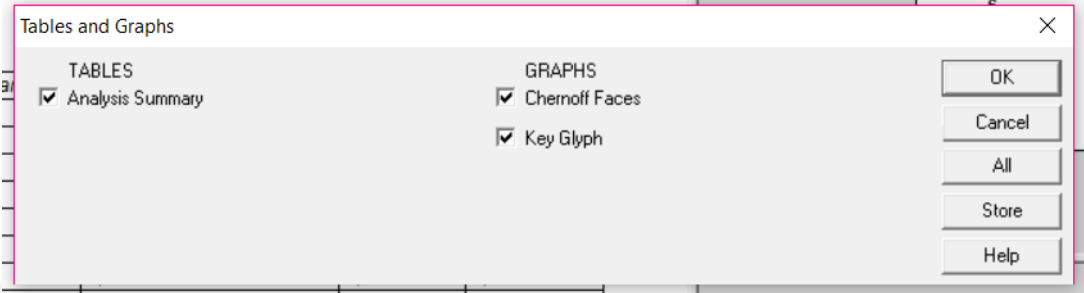 Tables and Graphs
TABLES
Analysis Summary
GRAPHS
Chernoff Faces
Key Glyph
OK
Cancel
All
Store
Help